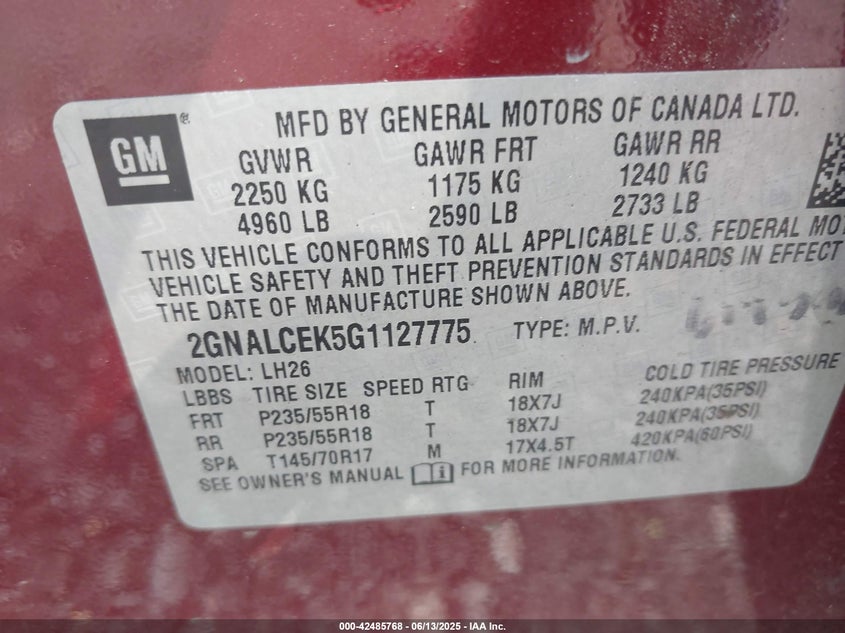 GM
MFD BY GENERAL MOTORS OF CANADA LTD.
GVWR GAWR FRT GAWR RR
2250 KG 1175 KG 1240 KG
4960 LB 2590 LB 2733 LB
THIS VEHICLE CONFORMS TO ALL APPLICABLE U.S. FEDERAL MO
VEHICLE SAFETY AND THEFT PREVENTION STANDARDS IN EFFECT
THE DATE OF MANUFACTURE SHOWN ABOVE.
2GNALCEK5G1127775 TYPE: M.P.V.
MODEL: LH26
LBBS TIRE SIZE SPEED RTG RIM COLD TIRE PRESSURE
FRT P235/55R18 T 18X7J 240KPA(35PSI)
RR P235/55R18 T 18X7J 240KPA(35PSI)
SPA T145/70R17 M 17X4.5T 420KPA(60PSI)
SEE OWNER'S MANUAL FOR MORE INFORMATION.
000-42485768 - 06/13/2025 - IAA Inc.